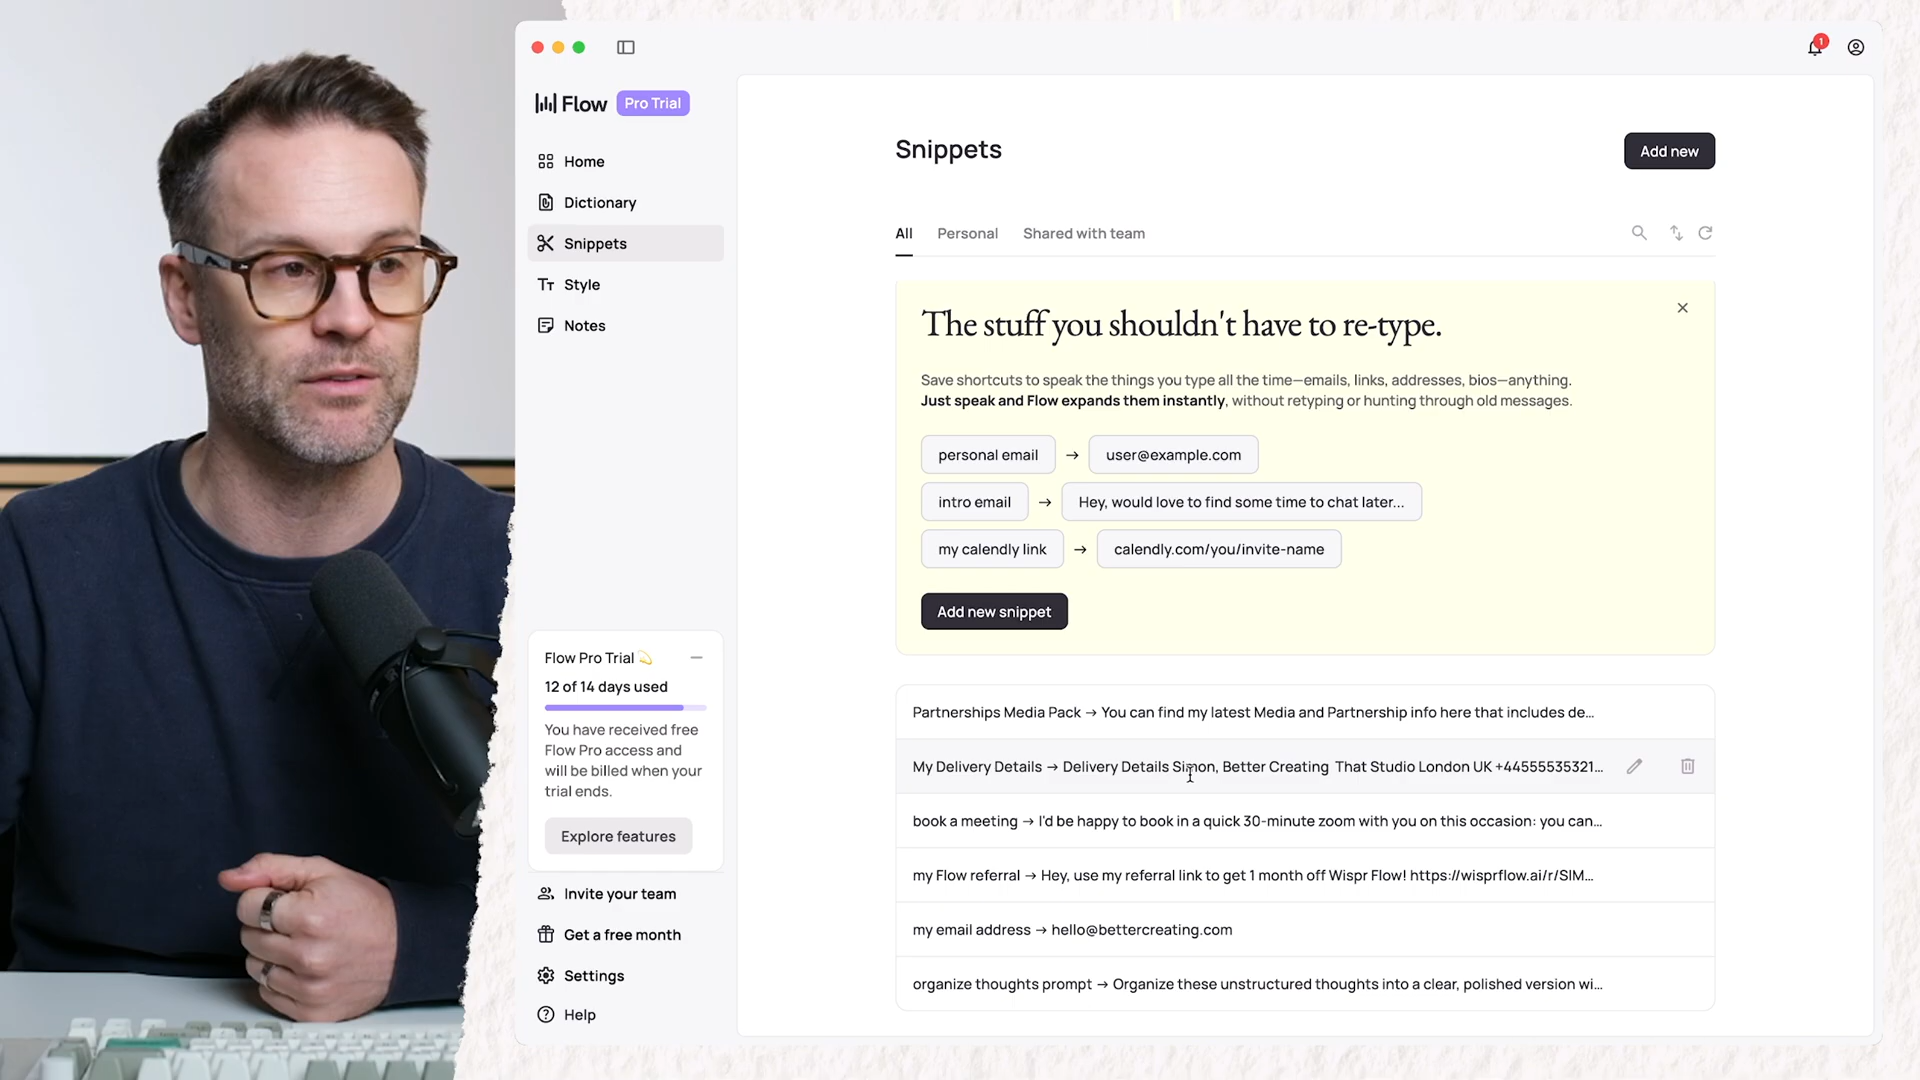 1
Flow Pro Trial
Home
Dictionary
Snippets
Style
Notes
Flow Pro Trial 💫
12 of 14 days used
You have received free
Flow Pro access and
will be billed when your
trial ends.
Explore features
Invite your team
Get a free month
Settings
Help
Snippets
Add new
All Personal Shared with team
The stuff you shouldn't have to re-type.
Save shortcuts to speak the things you type all the time—emails, links, addresses, bios—anything.
Just speak and Flow expands them instantly, without retyping or hunting through old messages.
personal email → user@example.com
intro email → Hey, would love to find some time to chat later...
my calendly link → calendly.com/you/invite-name
Add new snippet
Partnerships Media Pack → You can find my latest Media and Partnership info here that includes de...
My Delivery Details → Delivery Details Simon, Better Creating That Studio London UK +44555535321...
book a meeting → I'd be happy to book in a quick 30-minute zoom with you on this occasion: you can...
my Flow referral → Hey, use my referral link to get 1 month off Wispr Flow! https://wisprflow.ai/r/SIM...
my email address → hello@bettercreating.com
organize thoughts prompt → Organize these unstructured thoughts into a clear, polished version wi...